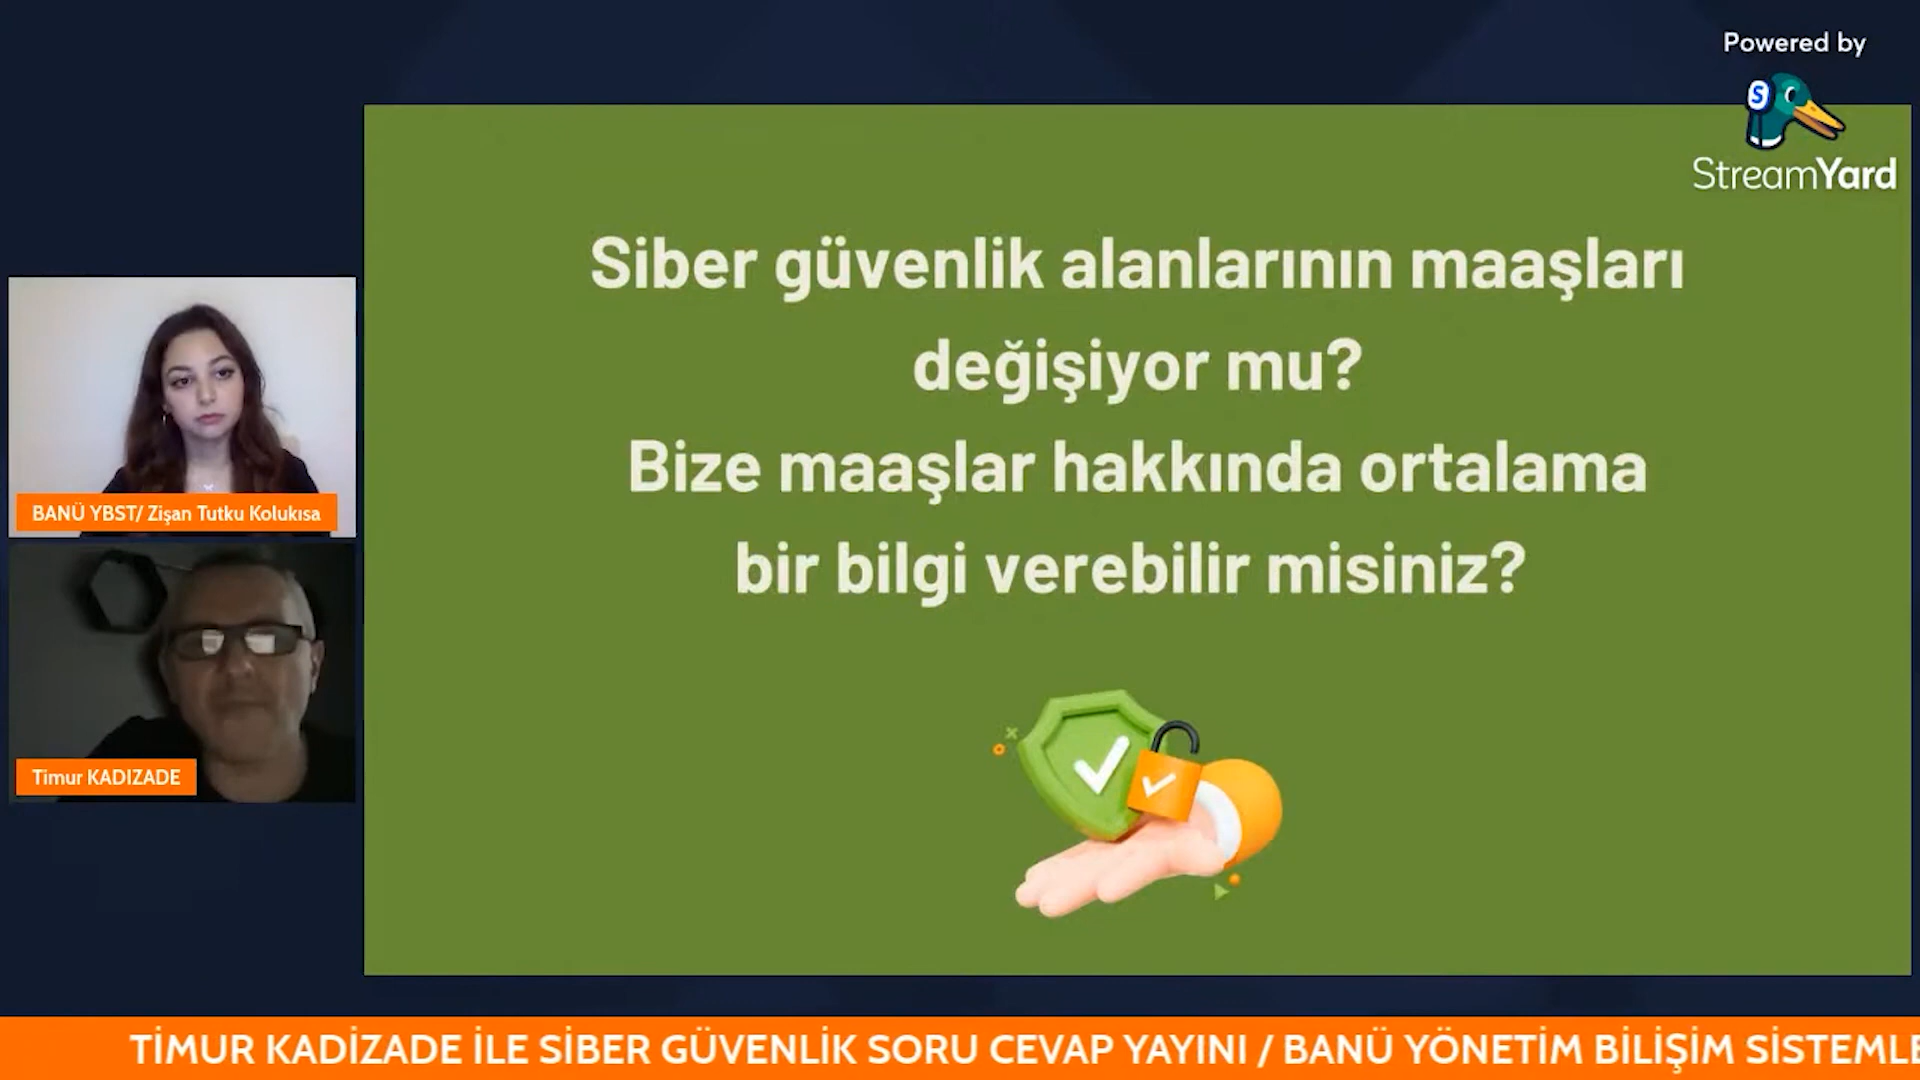 Powered by
S
StreamYard
Siber güvenlik alanlarının maaşları
değişiyor mu?
Bize maaşlar hakkında ortalama
bir bilgi verebilir misiniz?
BANÜ YBST/ Zişan Tutku Kolukısa
Timur KADIZADE
TİMUR KADİZADE İLE SİBER GÜVENLİK SORU CEVAP YAYINI / BANÜ YÖNETİM BİLİŞİM SİSTEMLE